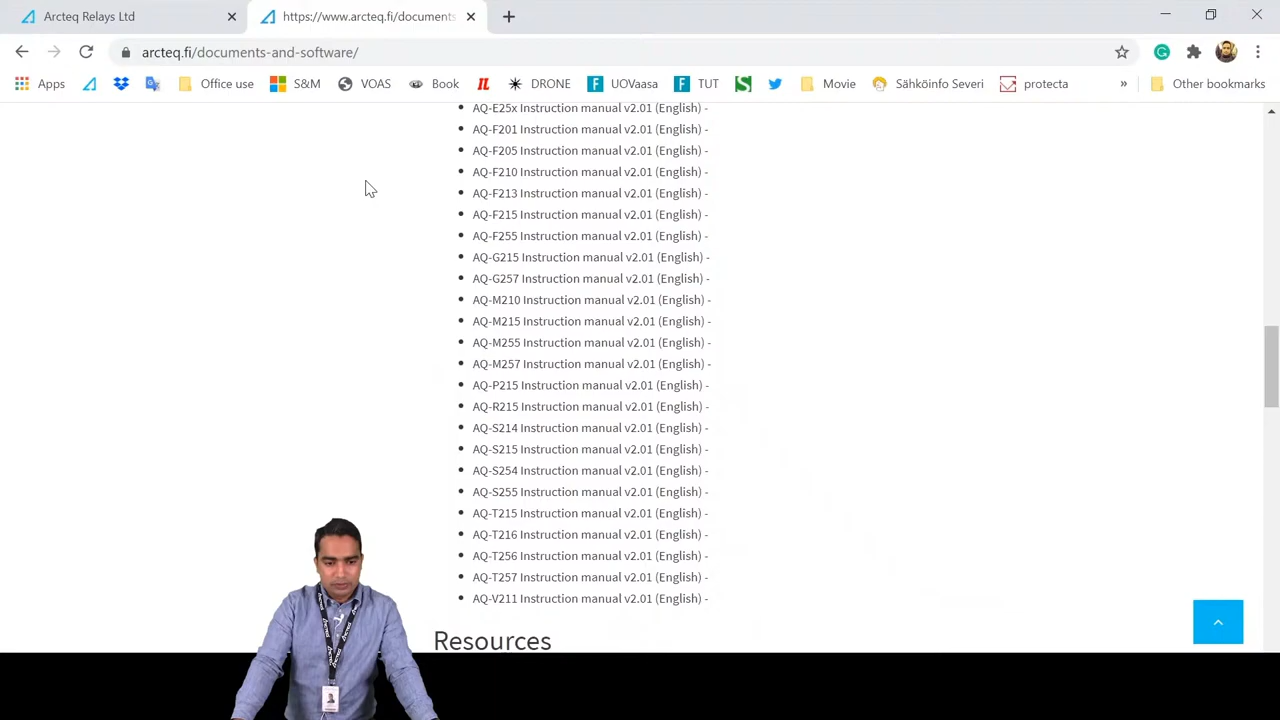 Arcteq Relays Ltd
https://www.arcteq.fi/documents
arcteq.fi/documents-and-software/
Apps
Office use
S&M
VOAS
Book
DRONE
UOVaasa
TUT
Movie
Sähköinfo Severi
protecta
»
Other bookmarks
AQ-E25x Instruction manual v2.01 (English) -
AQ-F201 Instruction manual v2.01 (English) -
AQ-F205 Instruction manual v2.01 (English) -
AQ-F210 Instruction manual v2.01 (English) -
AQ-F213 Instruction manual v2.01 (English) -
AQ-F215 Instruction manual v2.01 (English) -
AQ-F255 Instruction manual v2.01 (English) -
AQ-G215 Instruction manual v2.01 (English) -
AQ-G257 Instruction manual v2.01 (English) -
AQ-M210 Instruction manual v2.01 (English) -
AQ-M215 Instruction manual v2.01 (English) -
AQ-M255 Instruction manual v2.01 (English) -
AQ-M257 Instruction manual v2.01 (English) -
AQ-P215 Instruction manual v2.01 (English) -
AQ-R215 Instruction manual v2.01 (English) -
AQ-S214 Instruction manual v2.01 (English) -
AQ-S215 Instruction manual v2.01 (English) -
AQ-S254 Instruction manual v2.01 (English) -
AQ-S255 Instruction manual v2.01 (English) -
AQ-T215 Instruction manual v2.01 (English) -
AQ-T216 Instruction manual v2.01 (English) -
AQ-T256 Instruction manual v2.01 (English) -
AQ-T257 Instruction manual v2.01 (English) -
AQ-V211 Instruction manual v2.01 (English) -
Resources